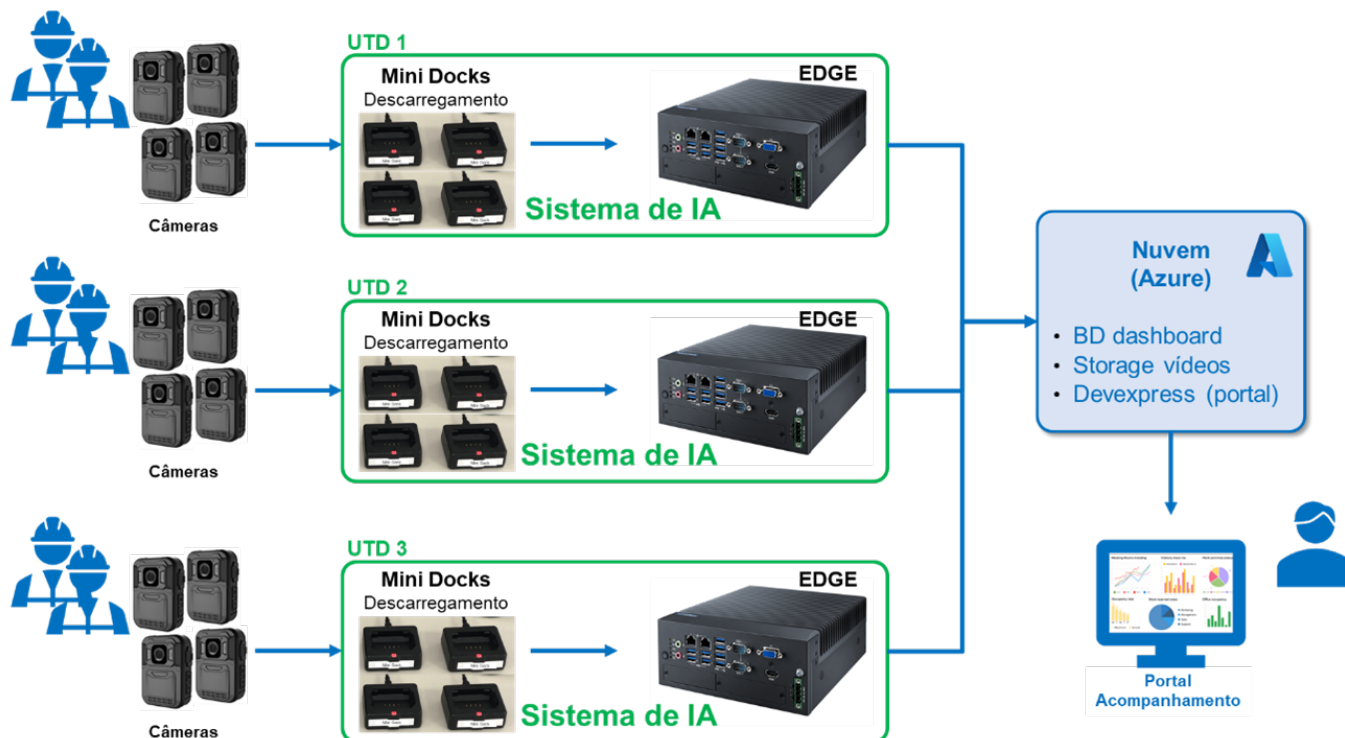 UTD 1
Mini Docks
Descarregamento
EDGE
Sistema de IA
Câmeras
UTD 2
Mini Docks
Descarregamento
EDGE
Sistema de IA
Câmeras
UTD 3
Mini Docks
Descarregamento
EDGE
Sistema de IA
Câmeras
Nuvem
(Azure)
• BD dashboard
• Storage vídeos
• Devexpress (portal)
Portal
Acompanhamento